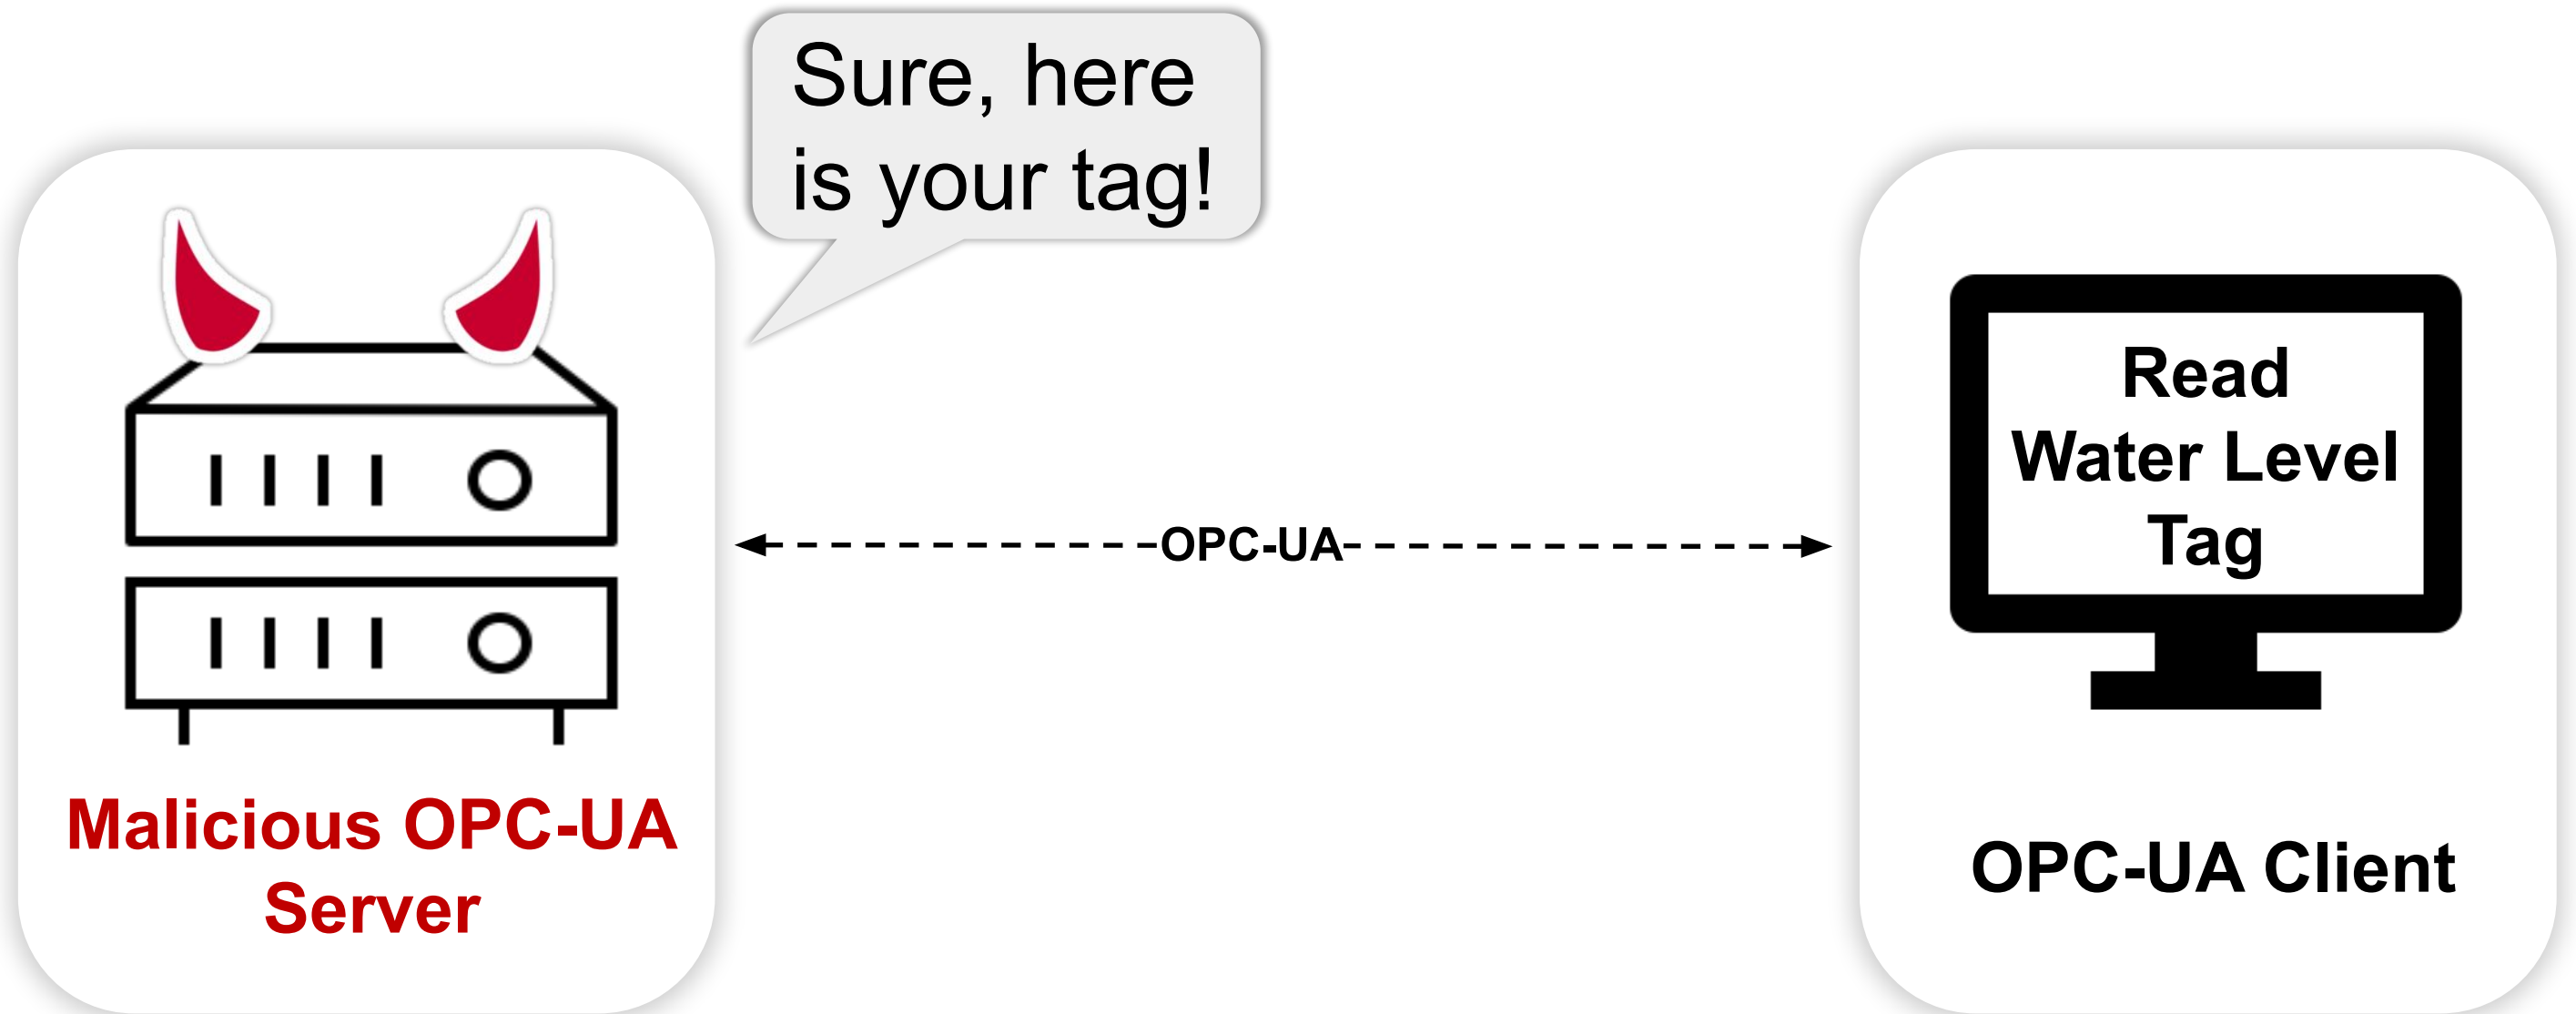 Sure, here
is your tag!
Read
Water Level
Tag
OPC-UA
Malicious OPC-UA
Server
OPC-UA Client